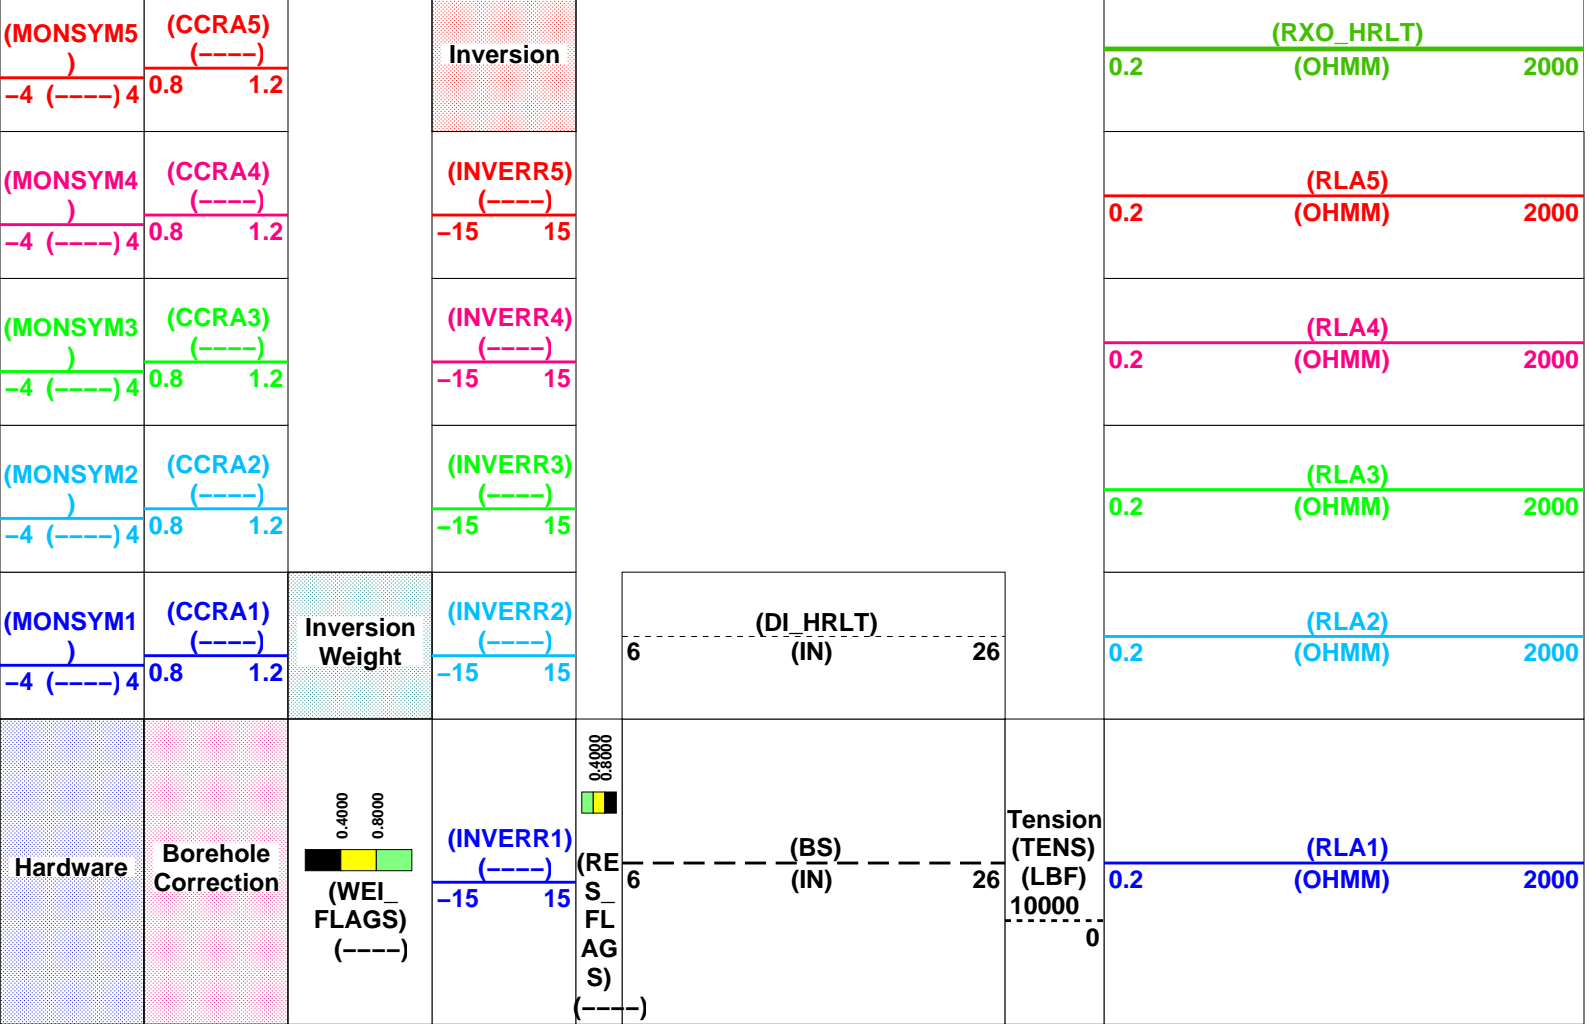 (MONSYM5
)
−4 (−−−−) 4
(CCRA5)
(−−−−)
0.8 1.2
Inversion
(RXO_HRLT)
0.2 (OHMM) 2000
(MONSYM4
)
−4 (−−−−) 4
(CCRA4)
(−−−−)
0.8 1.2
(INVERR5)
(−−−−)
−15 15
(RLA5)
0.2 (OHMM) 2000
(MONSYM3
)
−4 (−−−−) 4
(CCRA3)
(−−−−)
0.8 1.2
(INVERR4)
(−−−−)
−15 15
(RLA4)
0.2 (OHMM) 2000
(MONSYM2
)
−4 (−−−−) 4
(CCRA2)
(−−−−)
0.8 1.2
(INVERR3)
(−−−−)
−15 15
(RLA3)
0.2 (OHMM) 2000
(MONSYM1
)
−4 (−−−−) 4
(CCRA1)
(−−−−)
0.8 1.2
Inversion
Weight
(INVERR2)
(−−−−)
−15 15
(DI_HRLT)
6 (IN) 26
(RLA2)
0.2 (OHMM) 2000
Hardware
Borehole
Correction
0.4000
0.8000
(WEI_
FLAGS)
(−−−−)
(INVERR1)
(−−−−)
−15 15
0.4000
0.8000
(RE
S_
FL
AG
S)
(−−−−)
(BS)
6 (IN) 26
Tension
(TENS)
(LBF)
10000
0
(RLA1)
0.2 (OHMM) 2000